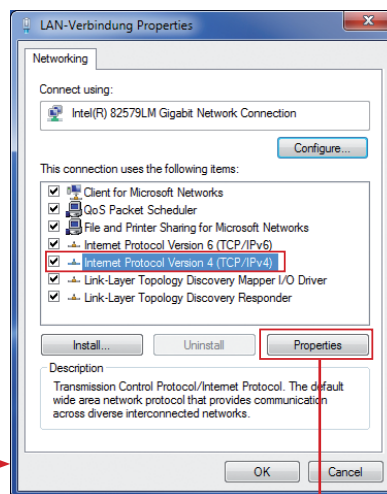 LAN-Verbindung Properties
Networking
Connect using:
Intel(R) 82579LM Gigabit Network Connection
Configure...
This connection uses the following items:
Client for Microsoft Networks
QoS Packet Scheduler
File and Printer Sharing for Microsoft Networks
Internet Protocol Version 6 (TCP/IPv6)
Internet Protocol Version 4 (TCP/IPv4)
Link-Layer Topology Discovery Mapper I/O Driver
Link-Layer Topology Discovery Responder
Install... Uninstall Properties
Description
Transmission Control Protocol/Internet Protocol. The default
wide area network protocol that provides communication
across diverse interconnected networks.
OK Cancel